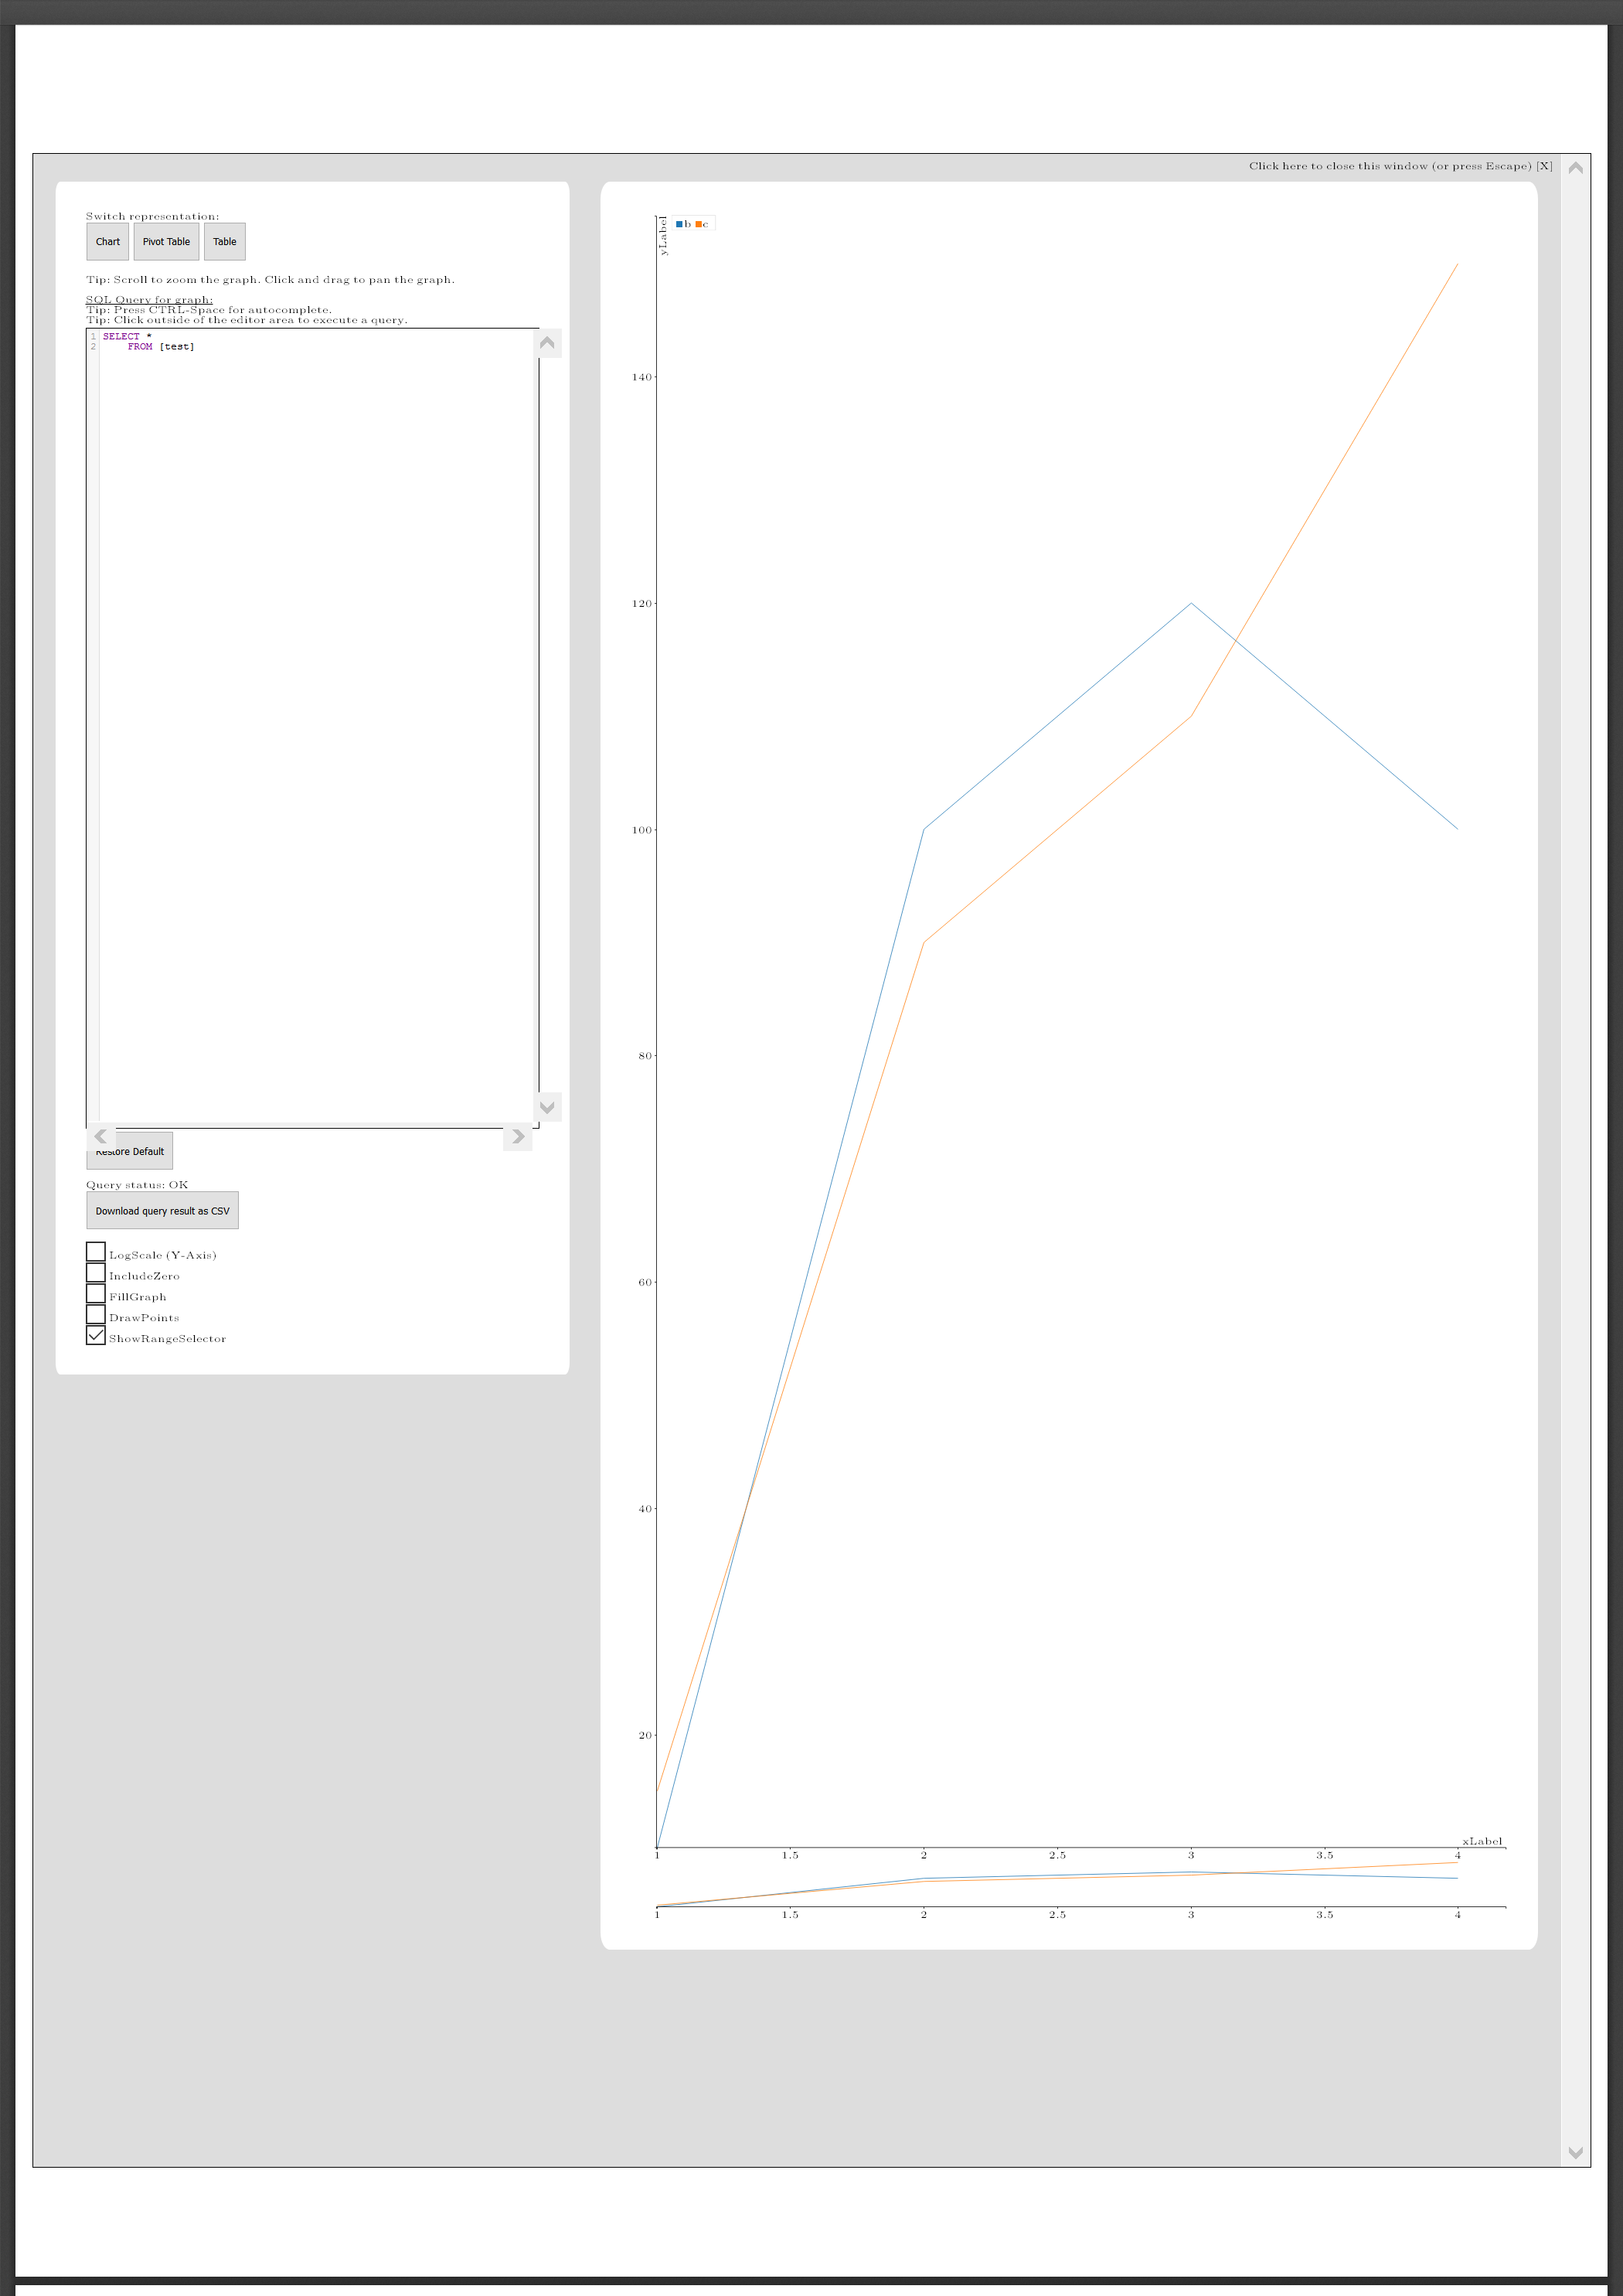 Click here to close this window (or press Escape) [X]
Switch representation:
Chart Pivot Table Table
Tip: Scroll to zoom the graph. Click and drag to pan the graph.
SQL Query for graph:
Tip: Press CTRL-Space for autocomplete.
Tip: Click outside of the editor area to execute a query.
1 SELECT *
2 FROM [test]
Restore Default
Query status: OK
Download query result as CSV
LogScale (Y-Axis)
IncludeZero
FillGraph
DrawPoints
ShowRangeSelector
yLabel
b c
140
120
100
80
60
40
20
xLabel
1 1.5 2 2.5 3 3.5 4
1 1.5 2 2.5 3 3.5 4